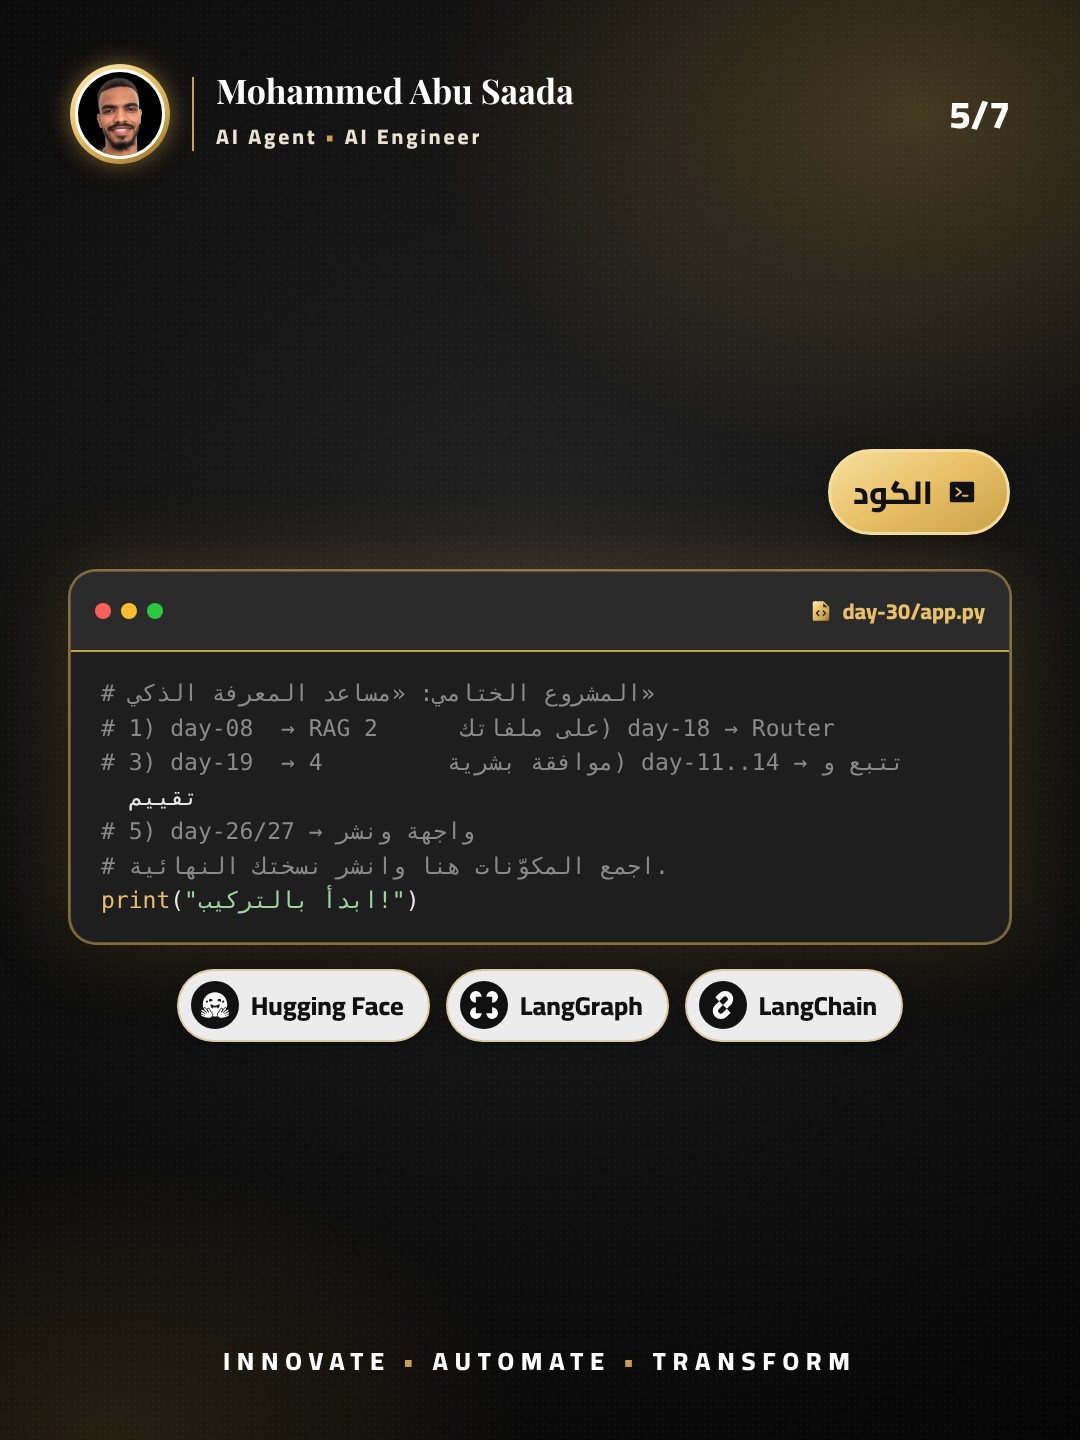 Mohammed Abu Saada
AI Agent ▪ AI Engineer
5/7
الكود
day-30/app.py
# المشروع الختامي: «مساعد المعرفة الذكي»
# 1) day-08  → RAG على ملفاتك      2) day-18 → Router
# 3) day-19  → موافقة بشرية         4) day-11..14 → تتبع و
تقييم
# 5) day-26/27 → واجهة ونشر
# اجمع المكوّنات هنا وانشر نسختك النهائية.
print("ابدأ بالتركيب!")
Hugging Face
LangGraph
LangChain
INNOVATE ▪ AUTOMATE ▪ TRANSFORM